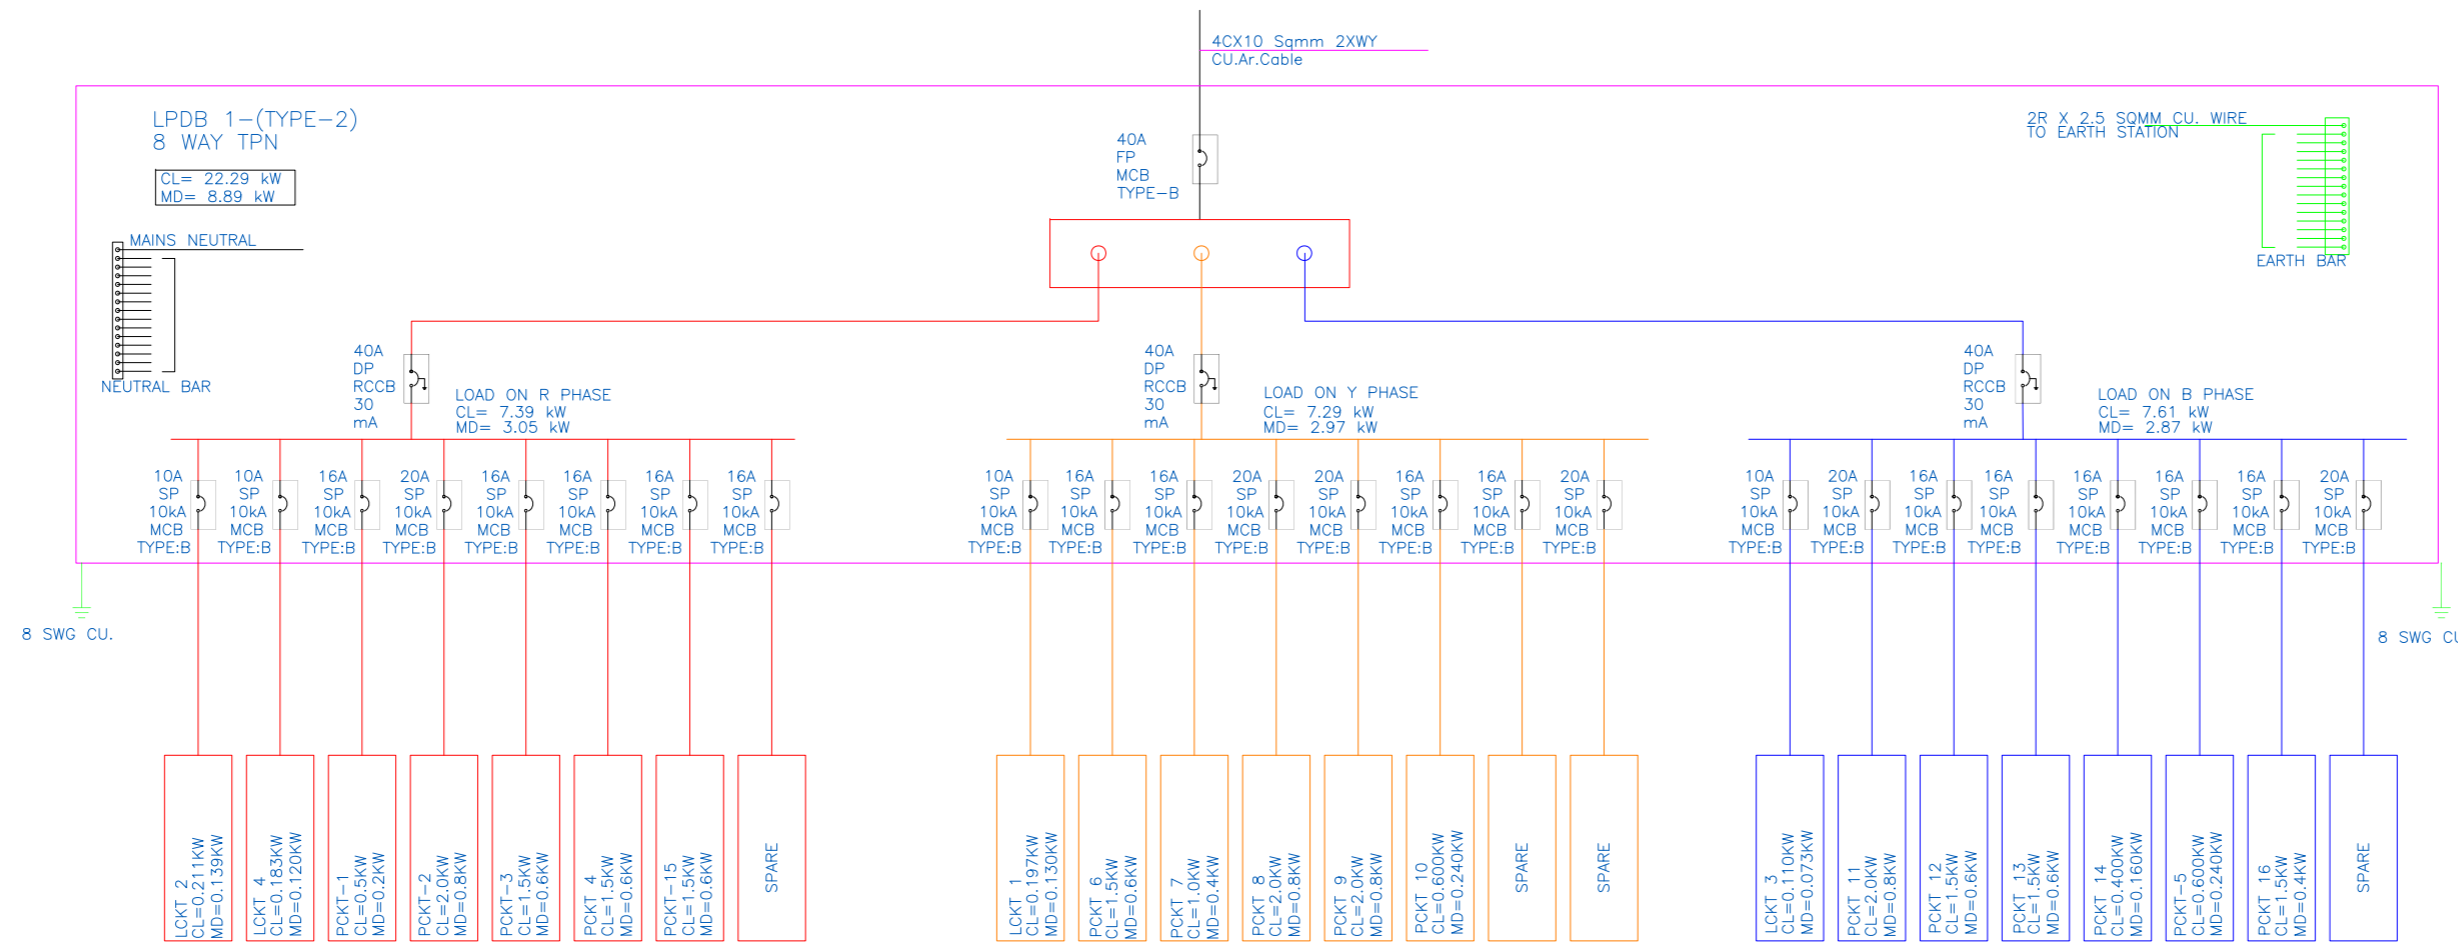 4CX10 Sqmm 2XWY
CU.Ar.Cable
LPDB 1-(TYPE-2)
8 WAY TPN
CL= 22.29 kW
MD= 8.89 kW
40A
FP
MCB
TYPE-B
2R X 2.5 SQMM CU. WIRE
TO EARTH STATION
MAINS NEUTRAL
NEUTRAL BAR
EARTH BAR
40A
DP
RCCB
30
mA
LOAD ON R PHASE
CL= 7.39 kW
MD= 3.05 kW
40A
DP
RCCB
30
mA
LOAD ON Y PHASE
CL= 7.29 kW
MD= 2.97 kW
40A
DP
RCCB
30
mA
LOAD ON B PHASE
CL= 7.61 kW
MD= 2.87 kW
10A
SP
10kA
MCB
TYPE:B
10A
SP
10kA
MCB
TYPE:B
16A
SP
10kA
MCB
TYPE:B
20A
SP
10kA
MCB
TYPE:B
16A
SP
10kA
MCB
TYPE:B
16A
SP
10kA
MCB
TYPE:B
16A
SP
10kA
MCB
TYPE:B
16A
SP
10kA
MCB
TYPE:B
10A
SP
10kA
MCB
TYPE:B
16A
SP
10kA
MCB
TYPE:B
16A
SP
10kA
MCB
TYPE:B
20A
SP
10kA
MCB
TYPE:B
20A
SP
10kA
MCB
TYPE:B
16A
SP
10kA
MCB
TYPE:B
16A
SP
10kA
MCB
TYPE:B
20A
SP
10kA
MCB
TYPE:B
10A
SP
10kA
MCB
TYPE:B
20A
SP
10kA
MCB
TYPE:B
16A
SP
10kA
MCB
TYPE:B
16A
SP
10kA
MCB
TYPE:B
16A
SP
10kA
MCB
TYPE:B
16A
SP
10kA
MCB
TYPE:B
16A
SP
10kA
MCB
TYPE:B
20A
SP
10kA
MCB
TYPE:B
8 SWG CU.
8 SWG CU
LCKT 2
CL=0.211KW
MD=0.139KW
LCKT 4
CL=0.183KW
MD=0.120KW
PCKT-1
CL=0.5KW
MD=0.2KW
PCKT-2
CL=2.0KW
MD=0.8KW
PCKT-3
CL=1.5KW
MD=0.6KW
PCKT 4
CL=1.5KW
MD=0.6KW
PCKT-15
CL=1.5KW
MD=0.6KW
SPARE
LCKT 1
CL=0.197KW
MD=0.130KW
PCKT 6
CL=1.5KW
MD=0.6KW
PCKT 7
CL=1.0KW
MD=0.4KW
PCKT 8
CL=2.0KW
MD=0.8KW
PCKT 9
CL=2.0KW
MD=0.8KW
PCKT 10
CL=0.600KW
MD=0.240KW
SPARE
SPARE
LCKT 3
CL=0.110KW
MD=0.073KW
PCKT 11
CL=2.0KW
MD=0.8KW
PCKT 12
CL=1.5KW
MD=0.6KW
PCKT 13
CL=1.5KW
MD=0.6KW
PCKT 14
CL=0.400KW
MD=0.160KW
PCKT-5
CL=0.600KW
MD=0.240KW
PCKT 16
CL=1.5KW
MD=0.4KW
SPARE